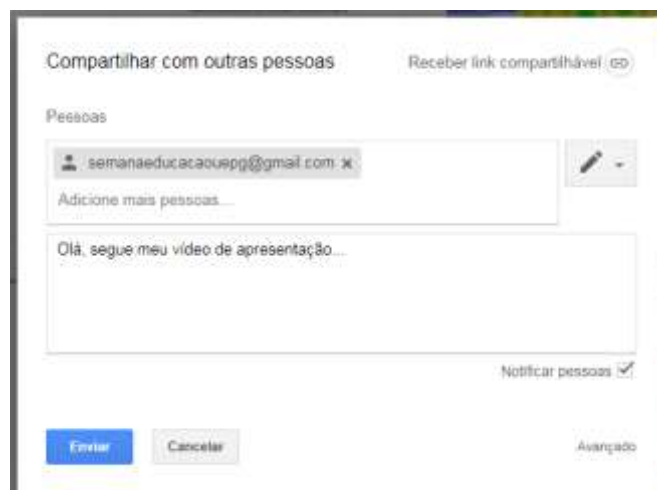 Compartilhar com outras pessoas
Receber link compartilhável
Pessoas
semanaeducacaouepg@gmail.com x
Adicione mais pessoas...
Olá, segue meu vídeo de apresentação...
Notificar pessoas
Enviar
Cancelar
Avançado